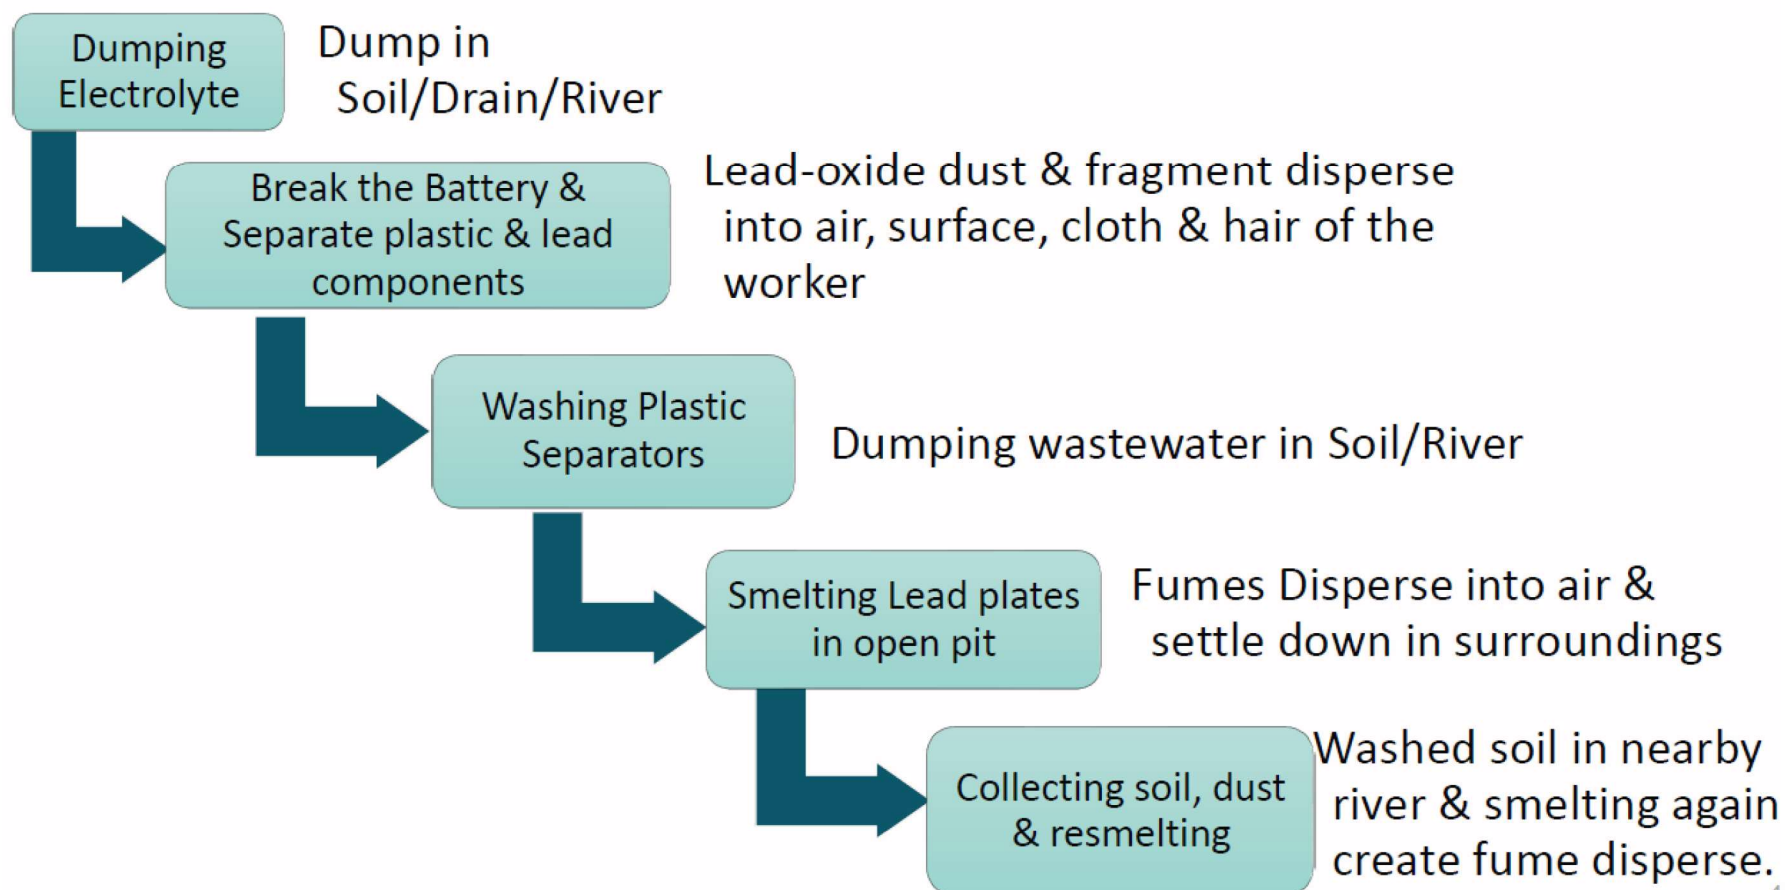 Dumping
Electrolyte
Dump in
Soil/Drain/River
Break the Battery &
Separate plastic & lead
components
Lead-oxide dust & fragment disperse
into air, surface, cloth & hair of the
worker
Washing Plastic
Separators
Dumping wastewater in Soil/River
Smelting Lead plates
in open pit
Fumes Disperse into air &
settle down in surroundings
Collecting soil, dust
& resmelting
Washed soil in nearby
river & smelting again
create fume disperse.